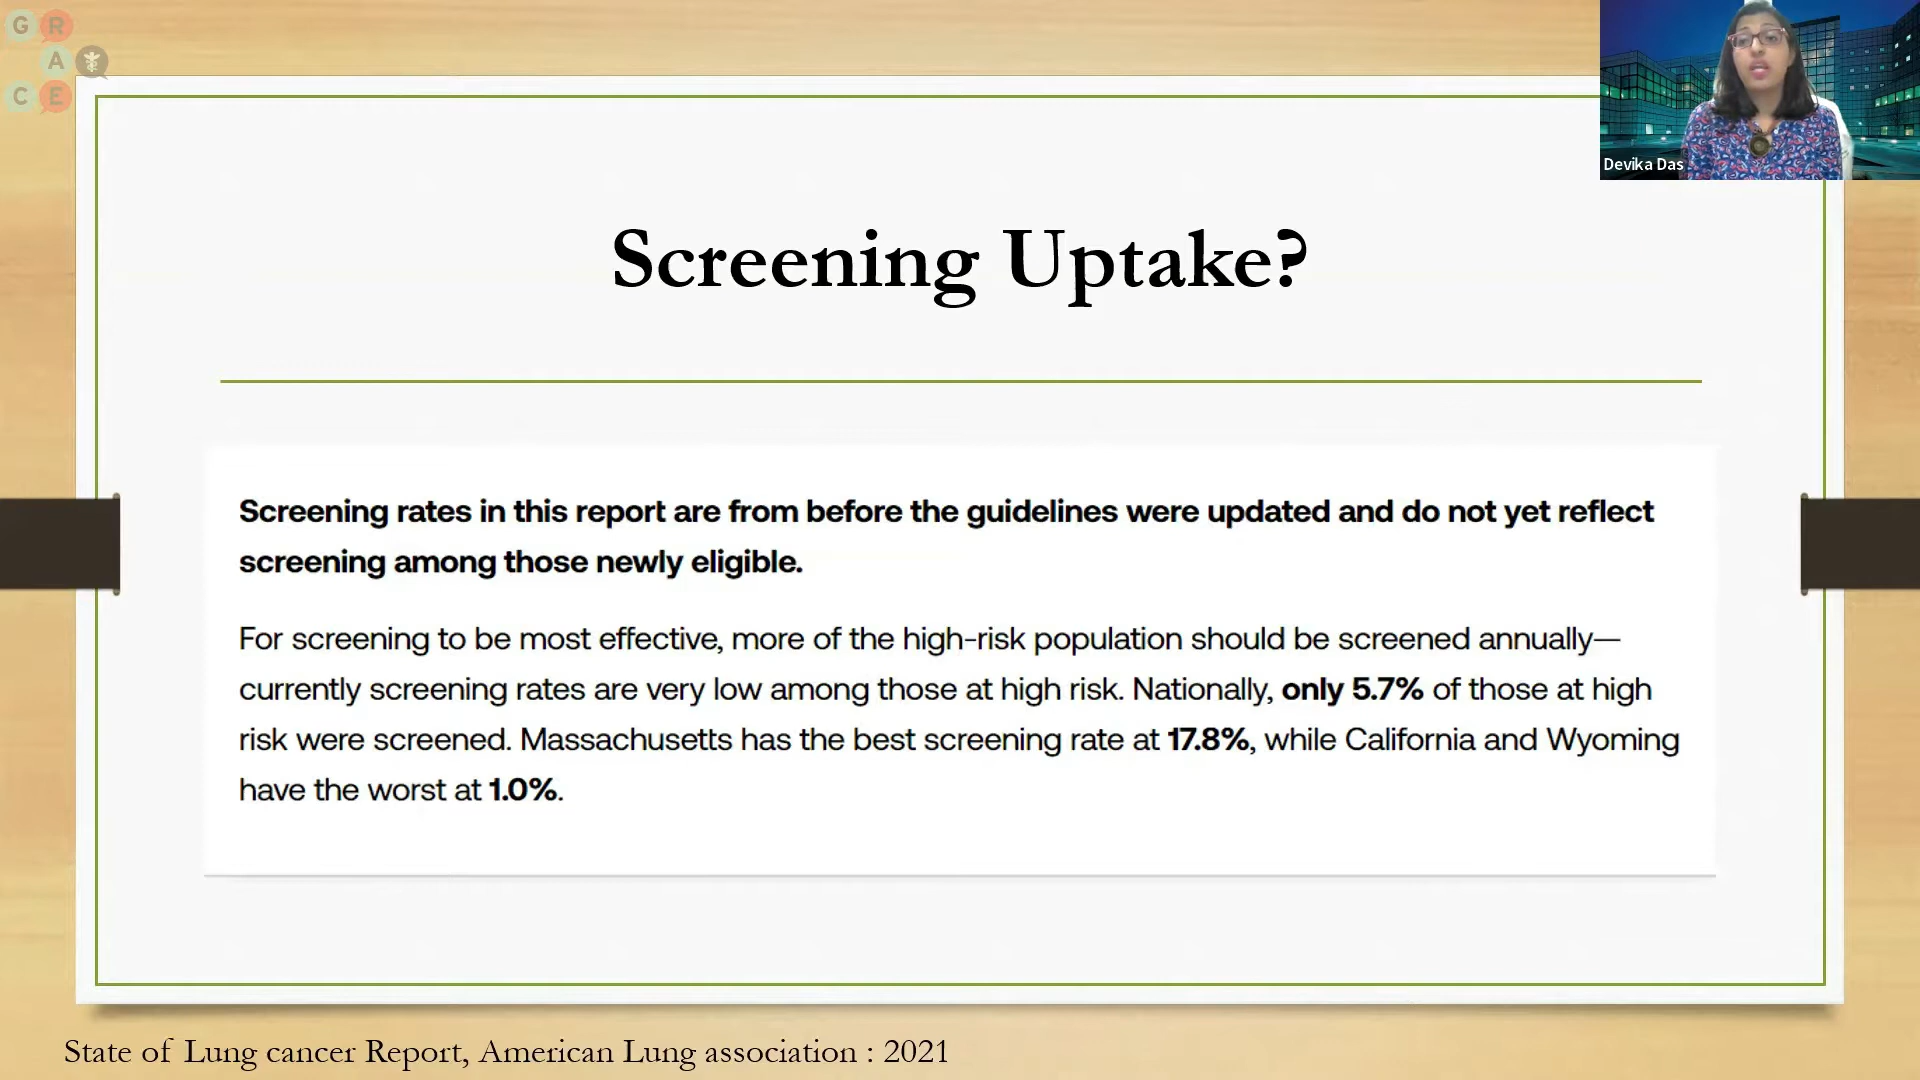 G R
A
C E
Devika Das
Screening Uptake?
Screening rates in this report are from before the guidelines were updated and do not yet reflect
screening among those newly eligible.
For screening to be most effective, more of the high-risk population should be screened annually—
currently screening rates are very low among those at high risk. Nationally, only 5.7% of those at high
risk were screened. Massachusetts has the best screening rate at 17.8%, while California and Wyoming
have the worst at 1.0%.
State of Lung cancer Report, American Lung association : 2021